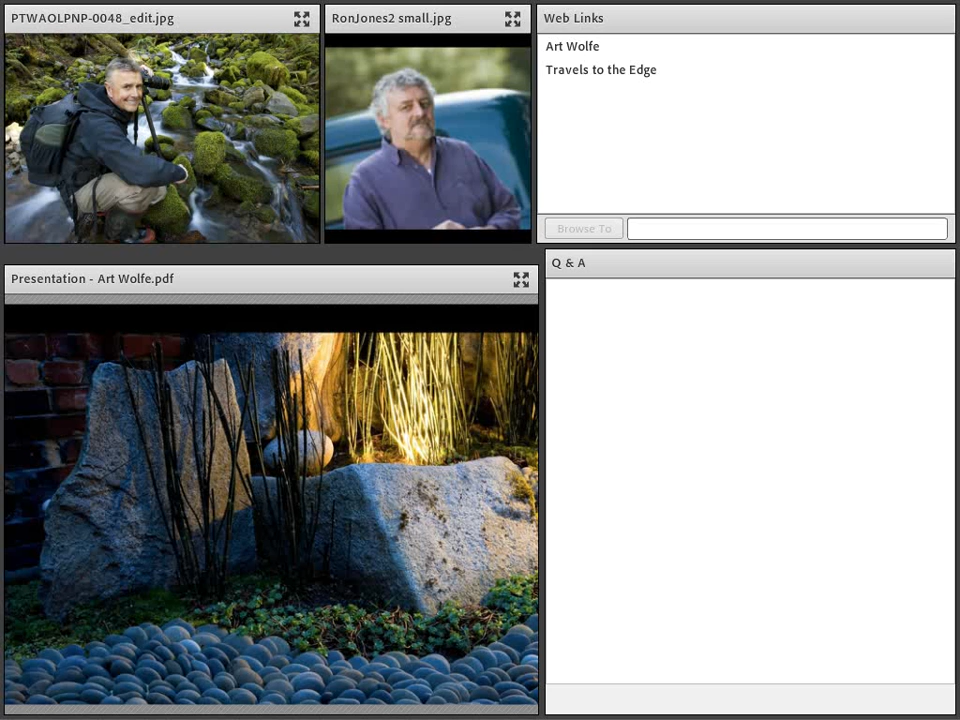 PTWAOLPNP-0048_edit.jpg
RonJones2 small.jpg
Web Links
Art Wolfe
Travels to the Edge
Browse To
Presentation - Art Wolfe.pdf
Q & A